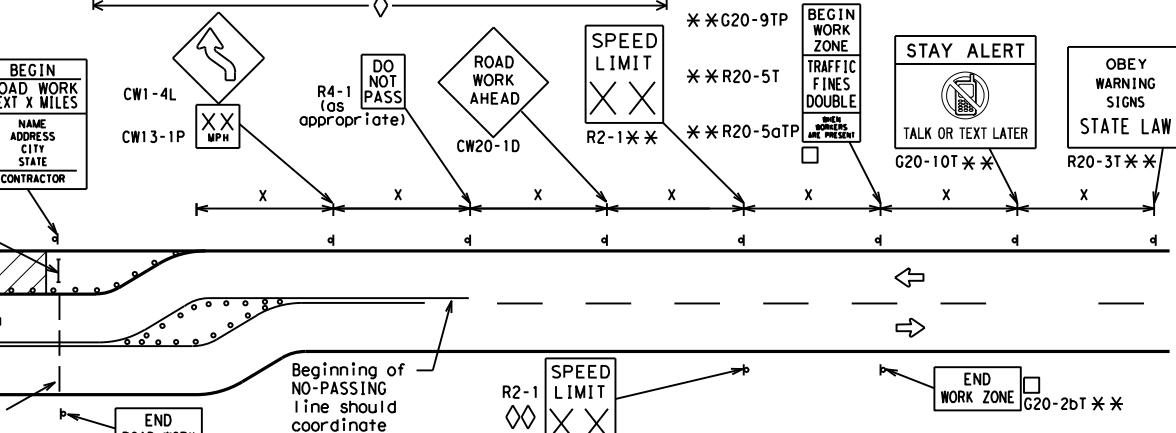 BEGIN
ROAD WORK
NEXT X MILES
NAME
ADDRESS
CITY
STATE
CONTRACTOR
CW1-4L
CW13-1P
XX
MPH
R4-1
(as
appropriate)
DO
NOT
PASS
ROAD
WORK
AHEAD
CW20-1D
SPEED
LIMIT
X X
R2-1**
**G20-9TP
**R20-5T
**R20-5aTP
BEGIN
WORK
ZONE
TRAFFIC
FINES
DOUBLE
WHEN
WORKERS
ARE PRESENT
STAY ALERT
TALK OR TEXT LATER
G20-10T**
OBEY
WARNING
SIGNS
STATE LAW
R20-3T**
X X X X X X X
Beginning of
NO-PASSING
line should
coordinate
R2-1
◊◊
SPEED
LIMIT
X X
END
WORK ZONE
G20-2bT**
END
ROAD WORK